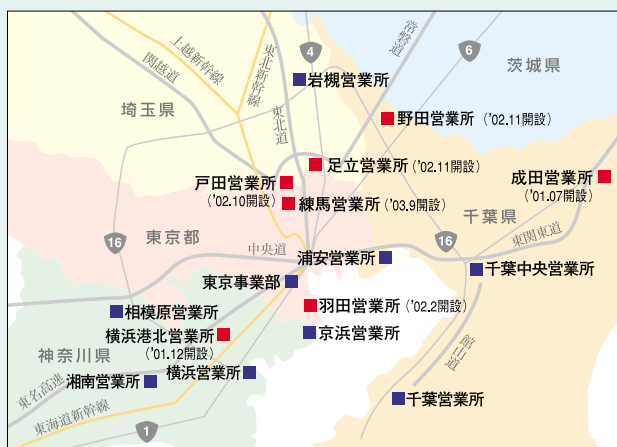 上越新幹線
関越道
東北新幹線
東北道
4
常磐道
6
茨城県
岩槻営業所
埼玉県
野田営業所 (’02.11開設)
足立営業所 (’02.11開設)
戸田営業所
(’02.10開設)
練馬営業所 (’03.9開設)
成田営業所
(’01.07開設)
千葉県
16
東京都
中央道
浦安営業所
16
東関東道
東京事業部
千葉中央営業所
相模原営業所
羽田営業所 (’02.2開設)
横浜港北営業所
(’01.12開設)
京浜営業所
館山道
神奈川県
東名高速
湘南営業所
横浜営業所
千葉営業所
東海道新幹線
1